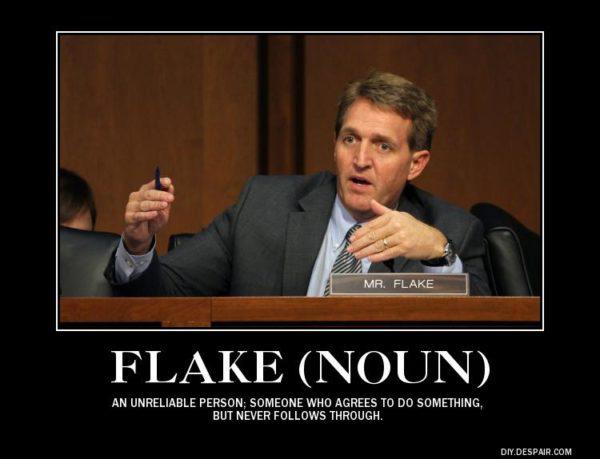 MR. FLAKE
FLAKE (NOUN)
AN UNRELIABLE PERSON; SOMEONE WHO AGREES TO DO SOMETHING,
BUT NEVER FOLLOWS THROUGH.
DIY.DESPAIR.COM